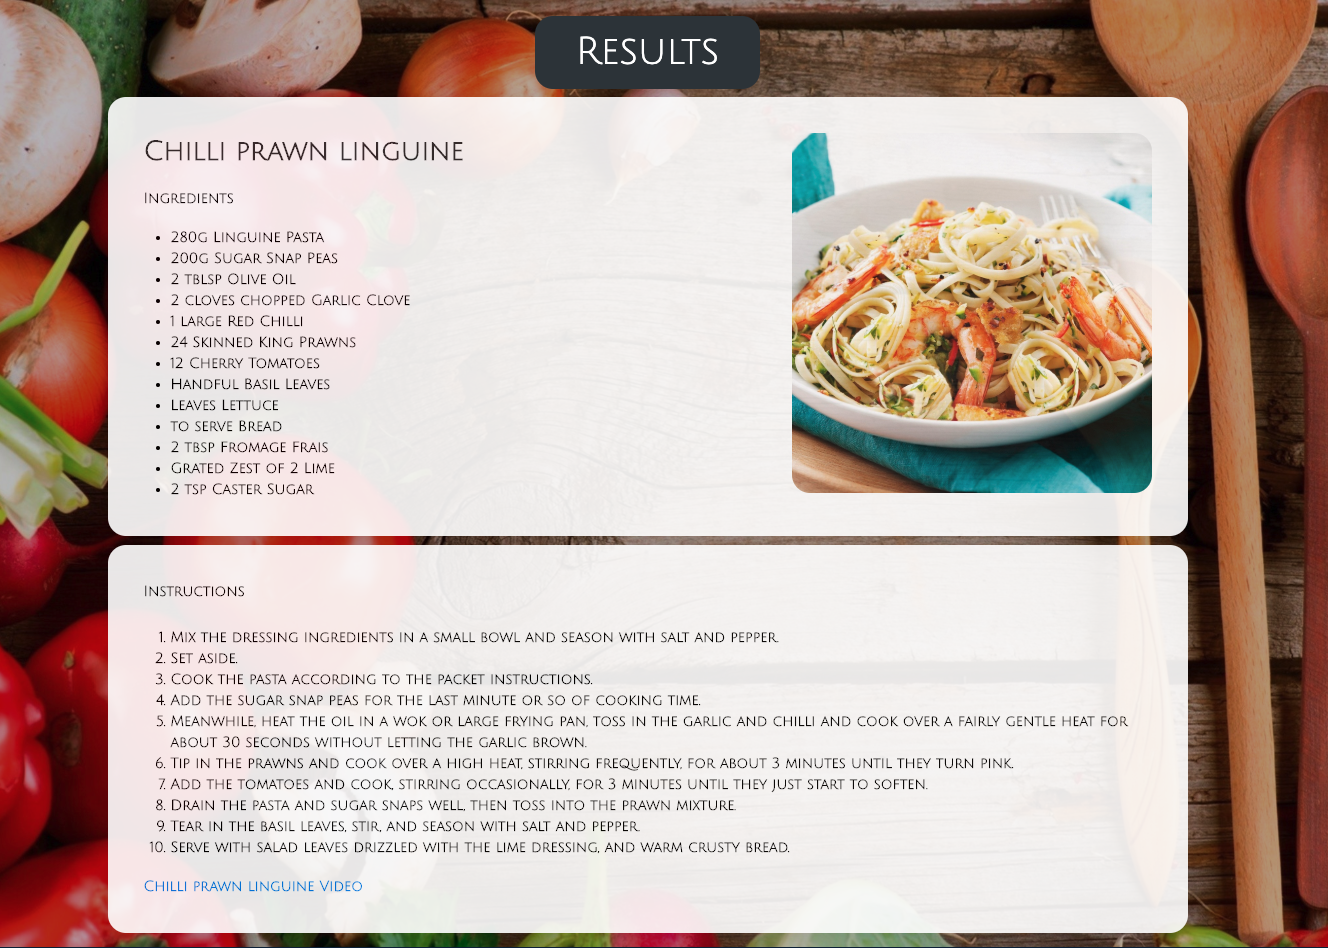 Results
Chilli prawn linguine
Ingredients
• 280g Linguine Pasta
• 200g Sugar Snap Peas
• 2 tblsp Olive Oil
• 2 cloves chopped Garlic Clove
• 1 large Red Chilli
• 24 Skinned King Prawns
• 12 Cherry Tomatoes
• Handful Basil Leaves
• Leaves Lettuce
• to serve Bread
• 2 tbsp Fromage Frais
• Grated Zest of 2 Lime
• 2 tsp Caster Sugar
Instructions
1. Mix the dressing ingredients in a small bowl and season with salt and pepper.
2. Set aside.
3. Cook the pasta according to the packet instructions.
4. Add the sugar snap peas for the last minute or so of cooking time.
5. Meanwhile, heat the oil in a wok or large frying pan, toss in the garlic and chilli and cook over a fairly gentle heat for
about 30 seconds without letting the garlic brown.
6. Tip in the prawns and cook over a high heat, stirring frequently, for about 3 minutes until they turn pink.
7. Add the tomatoes and cook, stirring occasionally, for 3 minutes until they just start to soften.
8. Drain the pasta and sugar snaps well, then toss into the prawn mixture.
9. Tear in the basil leaves, stir, and season with salt and pepper.
10. Serve with salad leaves drizzled with the lime dressing, and warm crusty bread.
Chilli prawn linguine Video